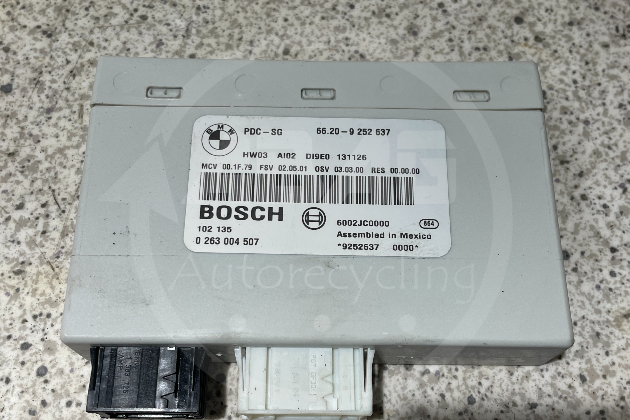 BMW
PDC-SG 66.20-9 252 637
HW03 AI02 DI9E0 131126
MCV 00.1F.79 FSV 02.05.01 OSV 03.03.00 RES 00.00.00
BOSCH 6002JC0000 664
102 135 Assembled in Mexico
0 263 004 507 *9252637 0000*
Autorecycling